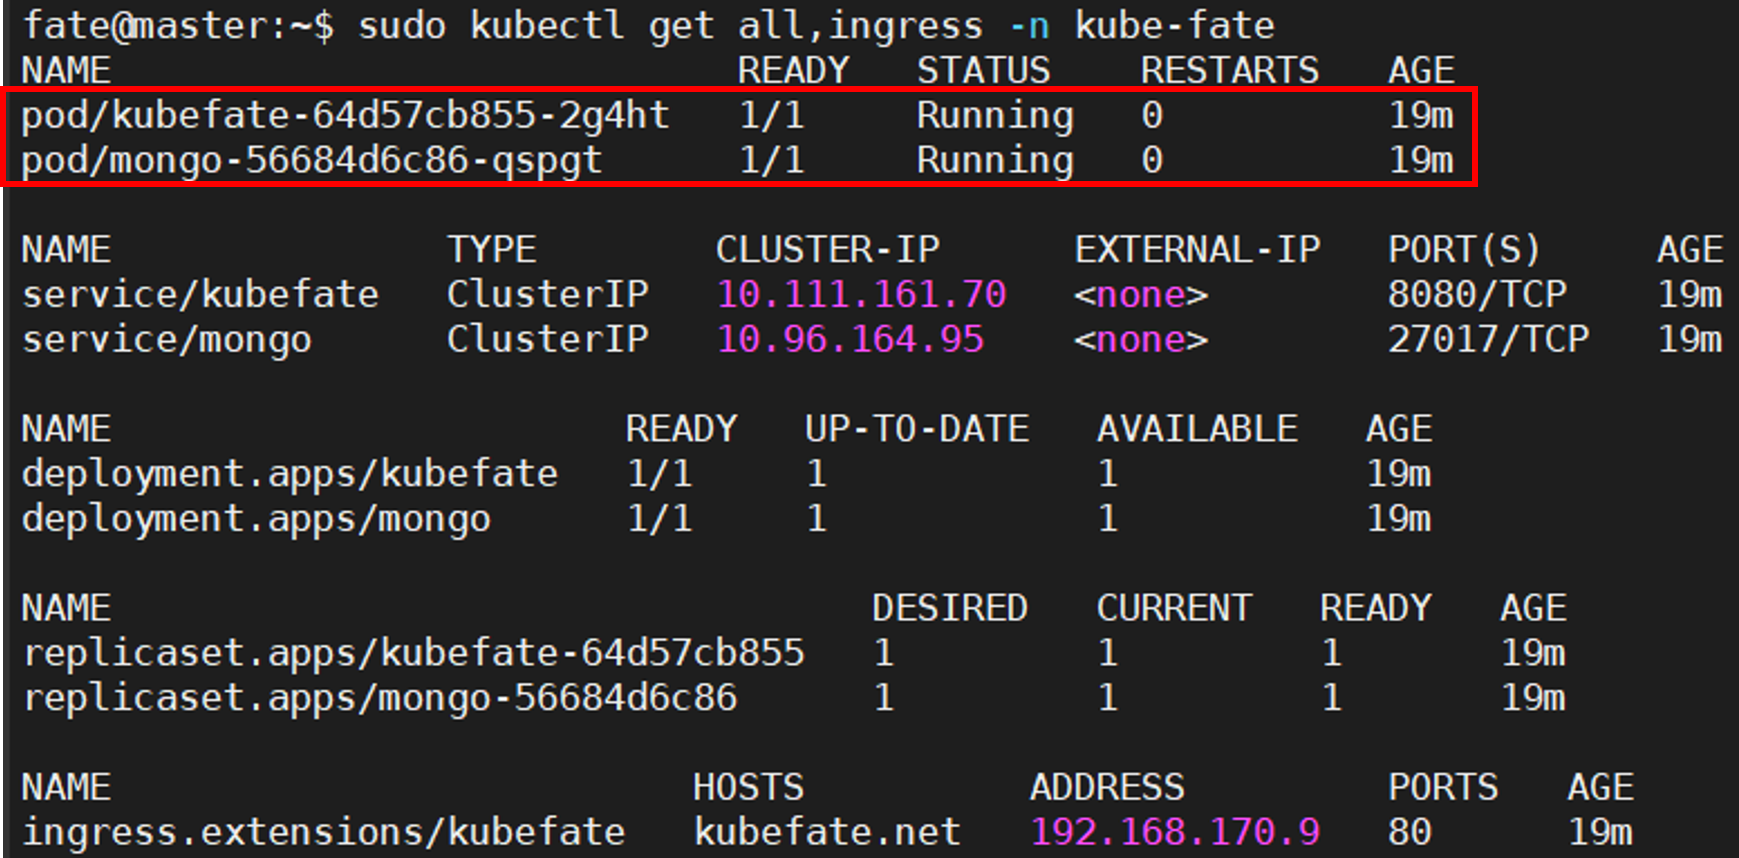 fate@master:~$ sudo kubectl get all,ingress -n kube-fate
NAME READY STATUS RESTARTS AGE
pod/kubefate-64d57cb855-2g4ht 1/1 Running 0 19m
pod/mongo-56684d6c86-qspgt 1/1 Running 0 19m
NAME TYPE CLUSTER-IP EXTERNAL-IP PORT(S) AGE
service/kubefate ClusterIP 10.111.161.70 <none> 8080/TCP 19m
service/mongo ClusterIP 10.96.164.95 <none> 27017/TCP 19m
NAME READY UP-TO-DATE AVAILABLE AGE
deployment.apps/kubefate 1/1 1 1 19m
deployment.apps/mongo 1/1 1 1 19m
NAME DESIRED CURRENT READY AGE
replicaset.apps/kubefate-64d57cb855 1 1 1 19m
replicaset.apps/mongo-56684d6c86 1 1 1 19m
NAME HOSTS ADDRESS PORTS AGE
ingress.extensions/kubefate kubefate.net 192.168.170.9 80 19m